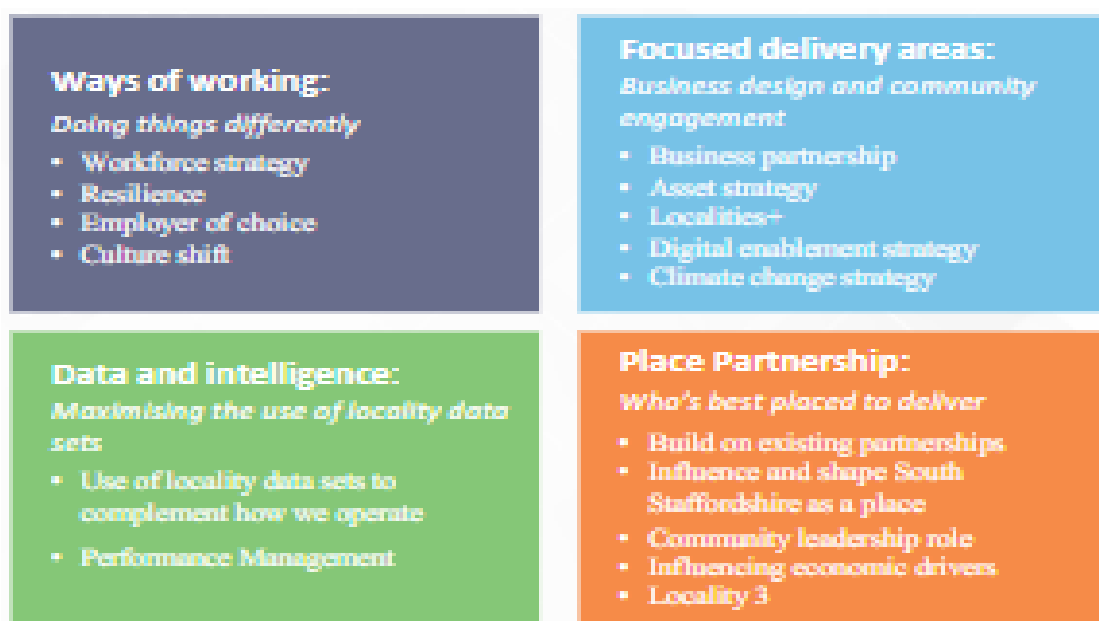 Ways of working:
Doing things differently
• Workforce strategy
• Resilience
• Employer of choice
• Culture shift
Focused delivery areas:
Business design and community
engagement
• Business partnership
• Asset strategy
• Localities+
• Digital enablement strategy
• Climate change strategy
Data and intelligence:
Maximising the use of locality data
sets
• Use of locality data sets to
complement how we operate
• Performance Management
Place Partnership:
Who's best placed to deliver
• Build on existing partnerships
• Influence and shape South
Staffordshire as a place
• Community leadership role
• Influencing economic drivers
• Locality 3